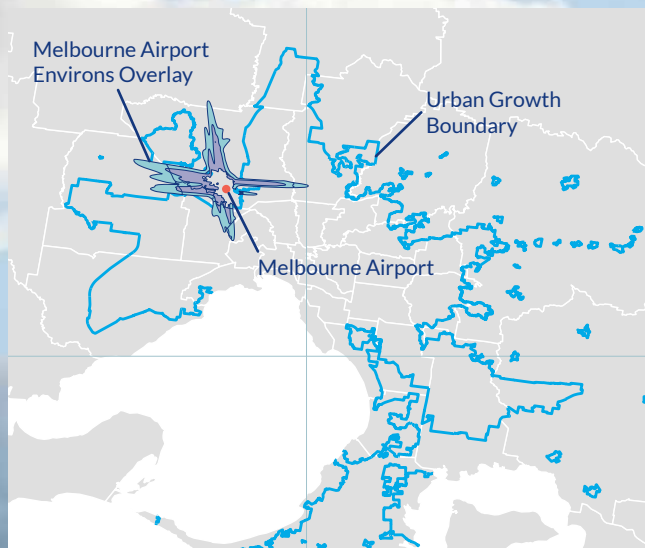 Melbourne Airport
Environs Overlay
Urban Growth
Boundary
Melbourne Airport